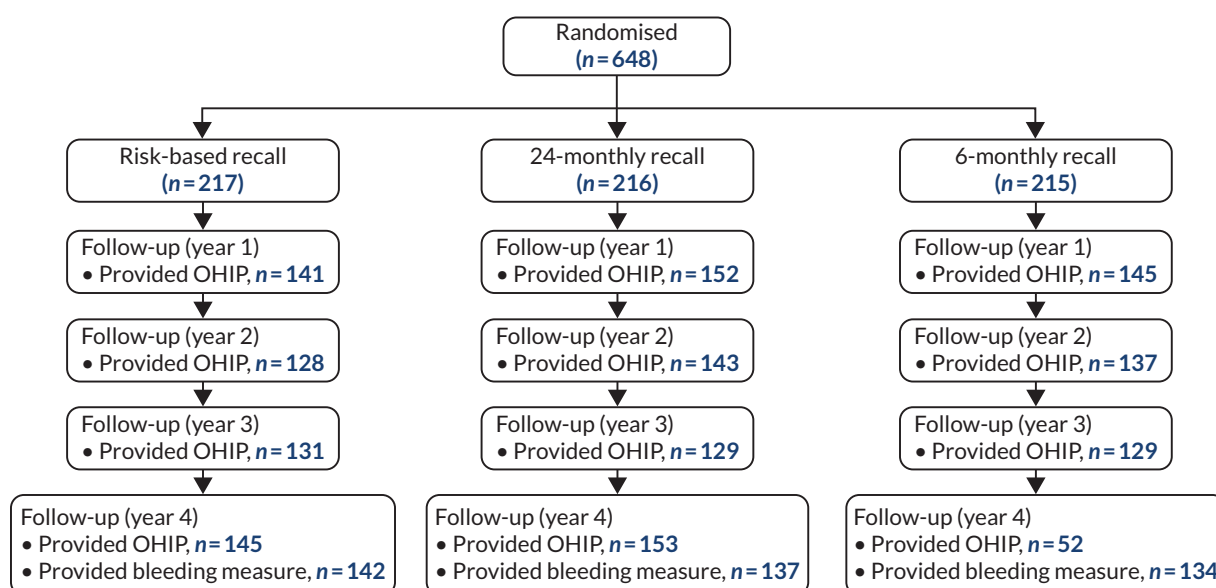 Randomised
(n=648)
Risk-based recall
(n=217)
24-monthly recall
(n=216)
6-monthly recall
(n=215)
Follow-up (year 1)
• Provided OHIP, n=141
Follow-up (year 1)
• Provided OHIP, n=152
Follow-up (year 1)
• Provided OHIP, n=145
Follow-up (year 2)
• Provided OHIP, n=128
Follow-up (year 2)
• Provided OHIP, n=143
Follow-up (year 2)
• Provided OHIP, n=137
Follow-up (year 3)
• Provided OHIP, n=131
Follow-up (year 3)
• Provided OHIP, n=129
Follow-up (year 3)
• Provided OHIP, n=129
Follow-up (year 4)
• Provided OHIP, n=145
• Provided bleeding measure, n=142
Follow-up (year 4)
• Provided OHIP, n=153
• Provided bleeding measure, n=137
Follow-up (year 4)
• Provided OHIP, n=52
• Provided bleeding measure, n=134